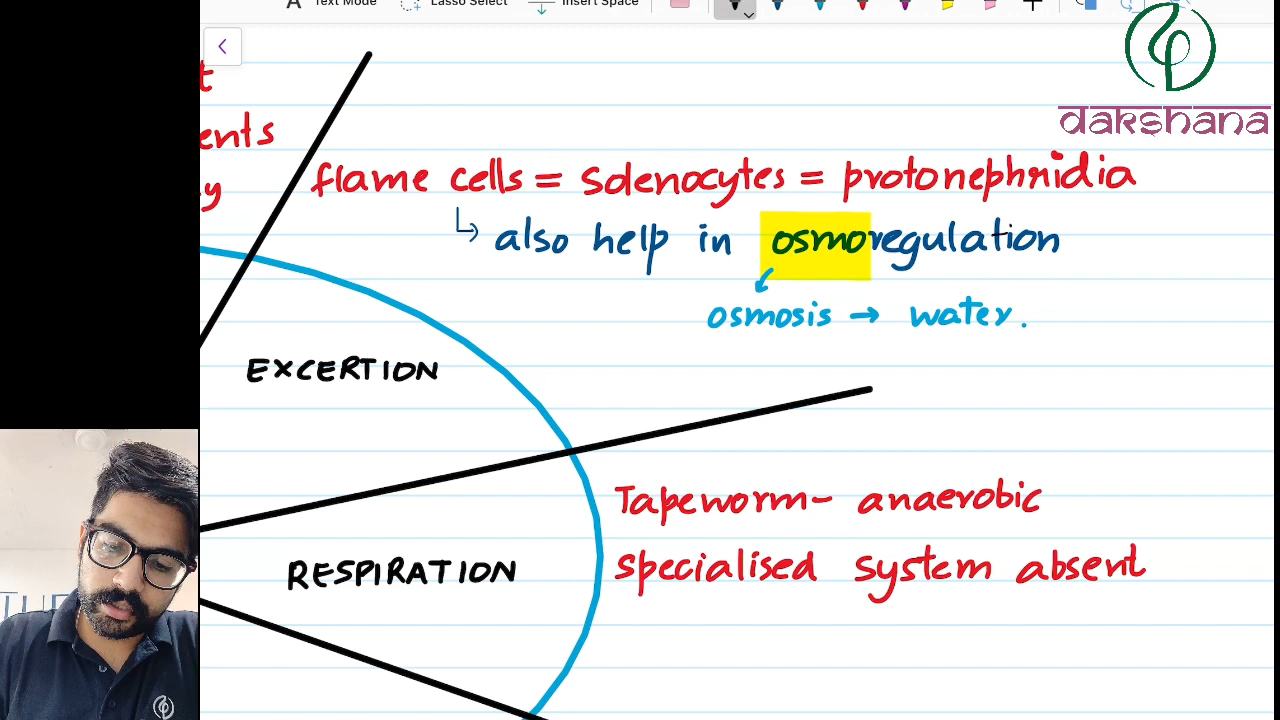 Text Mode
Lasso Select
Insert Space
dakshana
t
ents
y
flame cells = solenocytes = protonephridia
↳ also help in osmoregulation
osmosis → water.
EXCERTION
Tapeworm- anaerobic
RESPIRATION
specialised system absent